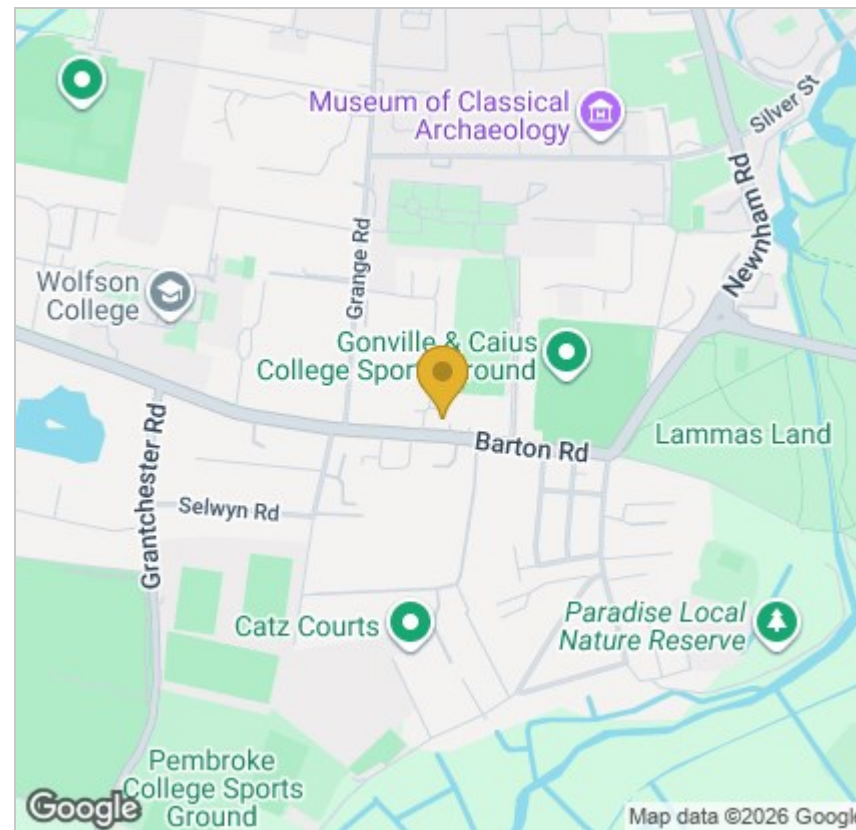 Museum of Classical
Archaeology
Silver St
Newnham Rd
Grange Rd
Wolfson
College
Gonville & Caius
College Sports Ground
Barton Rd
Lammas Land
Grantchester Rd
Selwyn Rd
Catz Courts
Paradise Local
Nature Reserve
Pembroke
College Sports
Ground
Google
Map data ©2026 Google